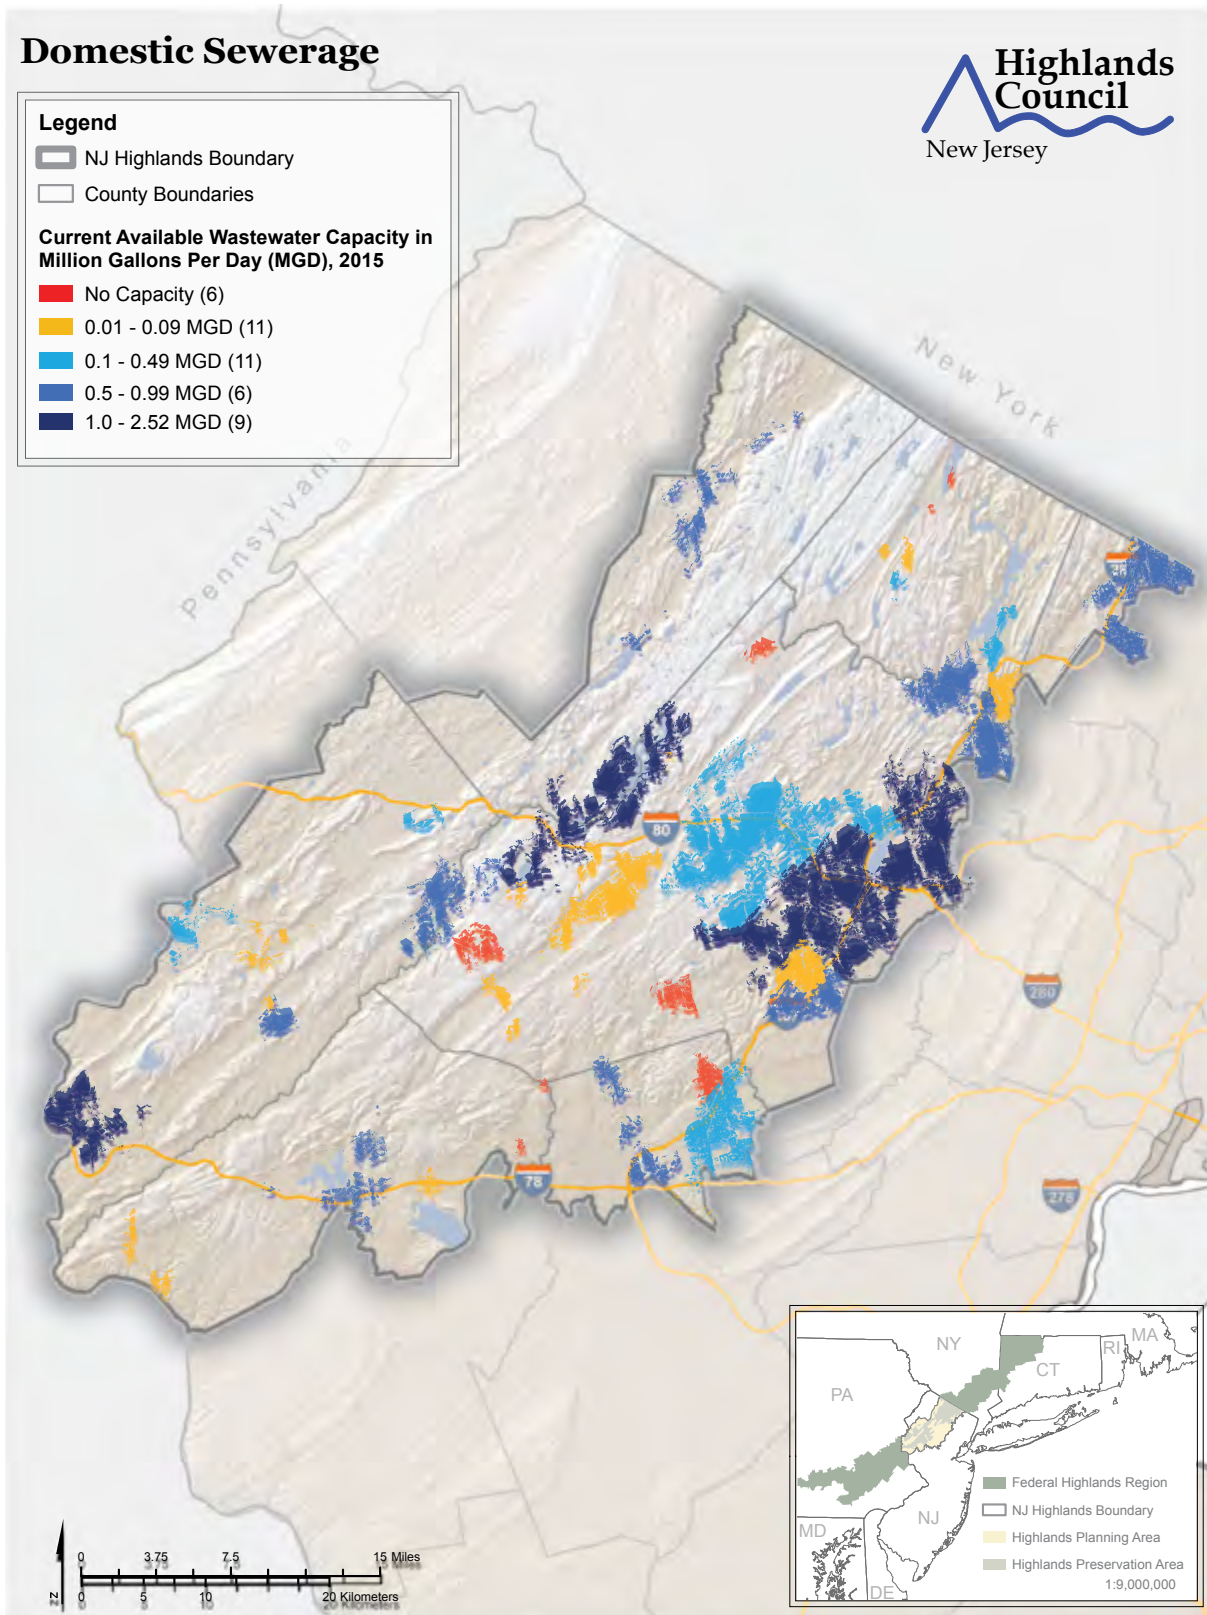 Domestic Sewerage
Highlands
Council
New Jersey
Legend
NJ Highlands Boundary
County Boundaries
Current Available Wastewater Capacity in
Million Gallons Per Day (MGD), 2015
No Capacity (6)
0.01 - 0.09 MGD (11)
0.1 - 0.49 MGD (11)
0.5 - 0.99 MGD (6)
1.0 - 2.52 MGD (9)
New York
Pennsylvania
80
280
78
278
NY
MA
RI
CT
PA
NJ
MD
DE
Federal Highlands Region
NJ Highlands Boundary
Highlands Planning Area
Highlands Preservation Area
1:9,000,000
N
0 3.75 7.5 15 Miles
0 5 10 20 Kilometers